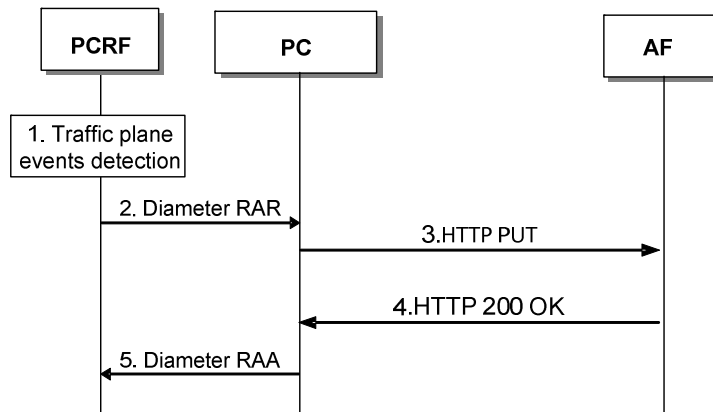 PCRF
PC
AF
1. Traffic plane
events detection
2. Diameter RAR
3.HTTP PUT
4.HTTP 200 OK
5. Diameter RAA